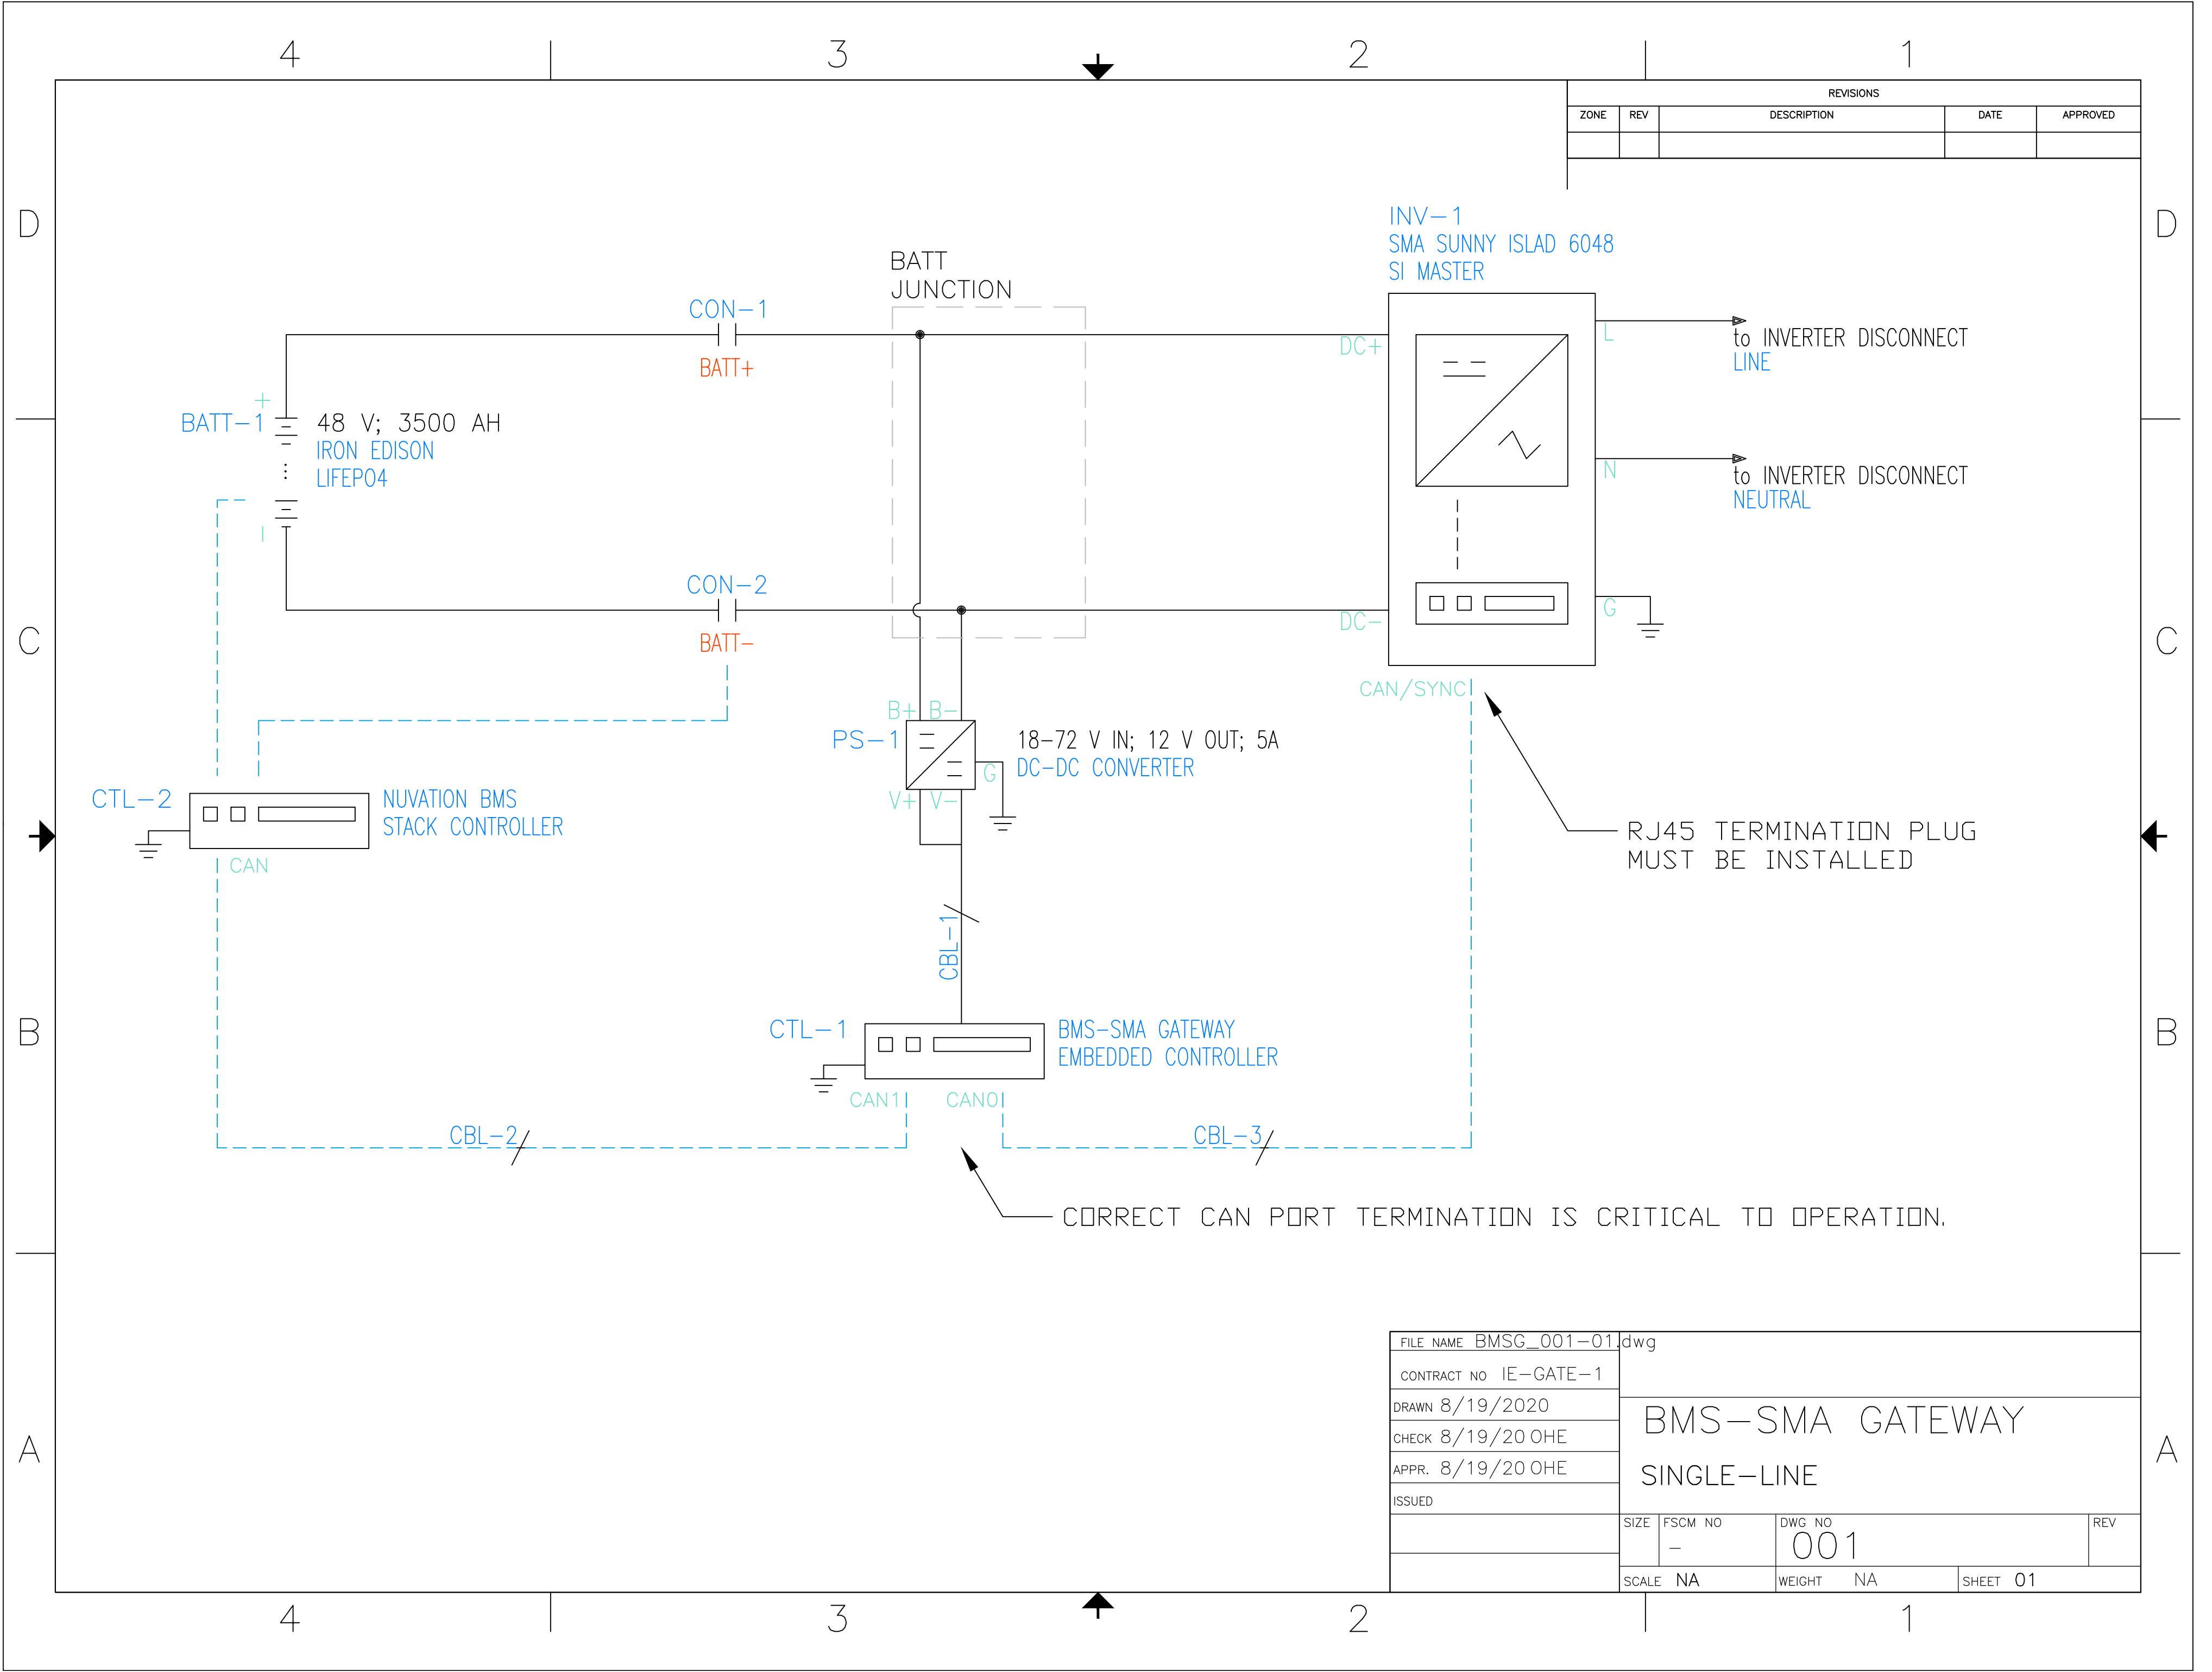 4 3 2 1
REVISIONS
ZONE REV DESCRIPTION DATE APPROVED
D D
INV-1
SMA SUNNY ISLAD 6048
SI MASTER
BATT
JUNCTION
CON-1
BATT+
DC+
L
to INVERTER DISCONNECT
LINE
+
BATT-1
48 V; 3500 AH
IRON EDISON
LIFEPO4
-
N
to INVERTER DISCONNECT
NEUTRAL
CON-2
BATT-
DC-
G
C C
CAN/SYNC
B+ B-
PS-1
18-72 V IN; 12 V OUT; 5A
DC-DC CONVERTER
G
V+ V-
CTL-2
NUVATION BMS
STACK CONTROLLER
CAN
RJ45 TERMINATION PLUG
MUST BE INSTALLED
CBL-1
B B
CTL-1
BMS-SMA GATEWAY
EMBEDDED CONTROLLER
CAN1 CAN0
CBL-2
CBL-3
CORRECT CAN PORT TERMINATION IS CRITICAL TO OPERATION.
A A
FILE NAME BMSG_001-01.dwg
CONTRACT NO IE-GATE-1
DRAWN 8/19/2020
CHECK 8/19/20 OHE
APPR. 8/19/20 OHE
ISSUED
BMS-SMA GATEWAY
SINGLE-LINE
SIZE FSCM NO DWG NO REV
- 001
SCALE NA WEIGHT NA SHEET 01
4 3 2 1